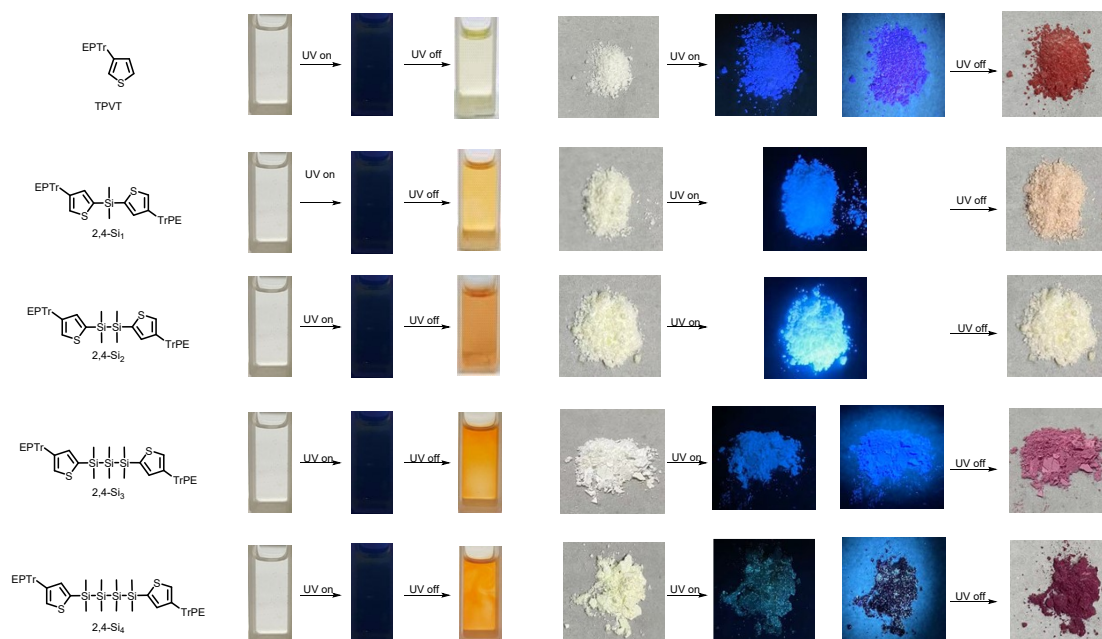 EPTr
S
TPVT
UV on
UV off
UV on
UV off
EPTr
S
Si
S
TrPE
2,4-Si₁
UV on
UV off
UV on
UV off
EPTr
S
Si
Si
S
TrPE
2,4-Si₂
UV on
UV off
UV on
UV off
EPTr
S
Si
Si
Si
S
TrPE
2,4-Si₃
UV on
UV off
UV on
UV off
EPTr
S
Si
Si
Si
Si
S
TrPE
2,4-Si₄
UV on
UV off
UV on
UV off